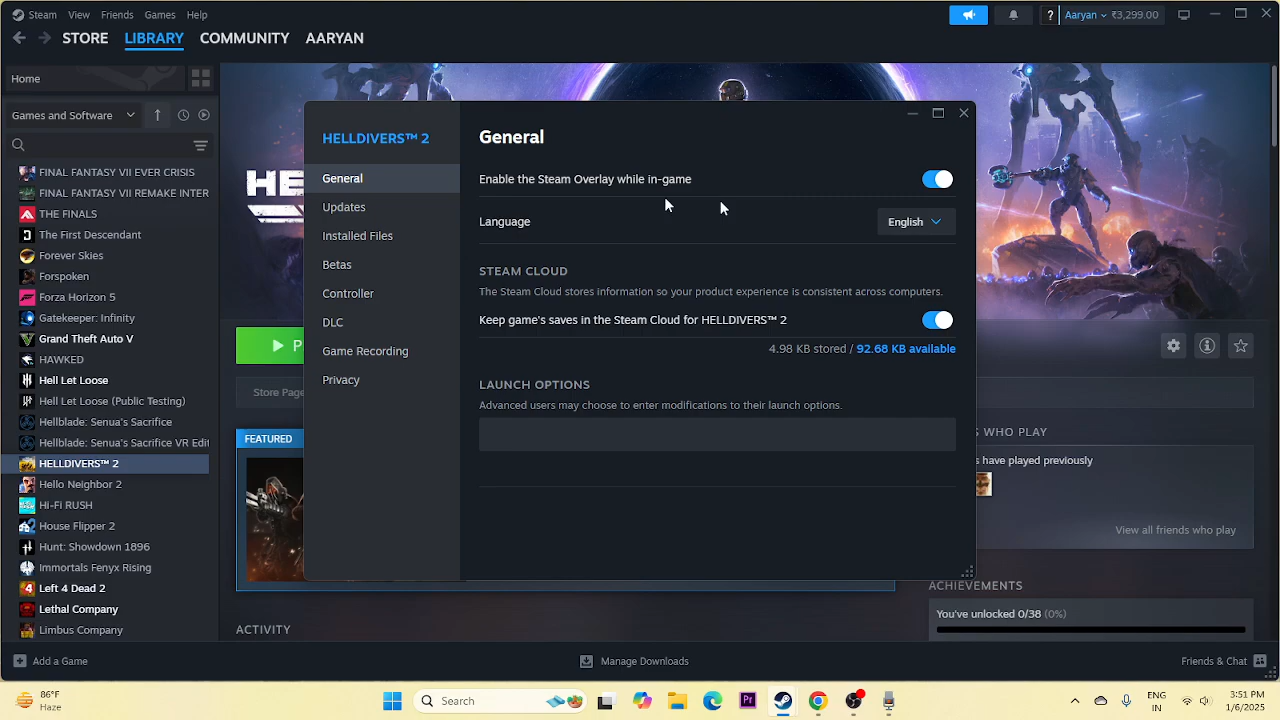 Steam View Friends Games Help
? Aaryan ₹3,299.00
STORE LIBRARY COMMUNITY AARYAN
Home
Games and Software
FINAL FANTASY VII EVER CRISIS
FINAL FANTASY VII REMAKE INTER
THE FINALS
The First Descendant
Forever Skies
Forspoken
Forza Horizon 5
Gatekeeper: Infinity
Grand Theft Auto V
HAWKED
Hell Let Loose
Hell Let Loose (Public Testing)
Hellblade: Senua's Sacrifice
Hellblade: Senua's Sacrifice VR Edit
HELLDIVERS™ 2
Hello Neighbor 2
Hi-Fi RUSH
House Flipper 2
Hunt: Showdown 1896
Immortals Fenyx Rising
Left 4 Dead 2
Lethal Company
Limbus Company
HE
P
Store Page
FEATURED
ACTIVITY
HELLDIVERS™ 2
General
Updates
Installed Files
Betas
Controller
DLC
Game Recording
Privacy
General
Enable the Steam Overlay while in-game
Language English
STEAM CLOUD
The Steam Cloud stores information so your product experience is consistent across computers.
Keep game's saves in the Steam Cloud for HELLDIVERS™ 2
4.98 KB stored / 92.68 KB available
LAUNCH OPTIONS
Advanced users may choose to enter modifications to their launch options.
S WHO PLAY
s have played previously
View all friends who play
ACHIEVEMENTS
You've unlocked 0/38 (0%)
Add a Game Manage Downloads Friends & Chat
86°F
Haze
Search
Pr
ENG
IN
3:51 PM
1/6/2025